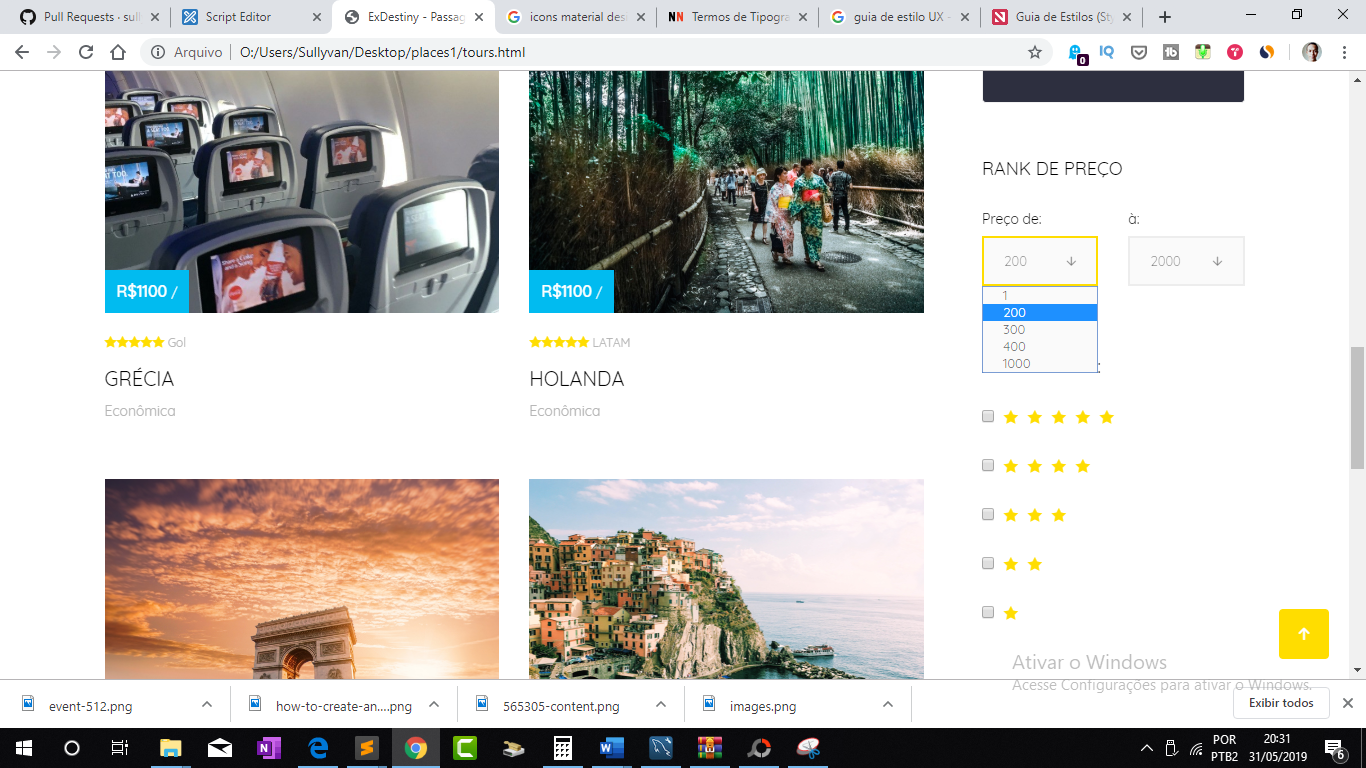 Pull Requests · sull
Script Editor
ExDestiny - Passag
icons material des
Termos de Tipogra
guia de estilo UX -
Guia de Estilos (Sty
Arquivo
O:/Users/Sullyvan/Desktop/places1/tours.html
0
R$1100 /
Gol
GRÉCIA
Econômica
R$1100 /
LATAM
HOLANDA
Econômica
RANK DE PREÇO
Preço de:
à:
200
2000
1
200
300
400
1000
:
Ativar o Windows
Acesse Configurações para ativar o Windows.
event-512.png
how-to-create-an....png
565305-content.png
images.png
Exibir todos
POR
PTB2
20:31
31/05/2019
6